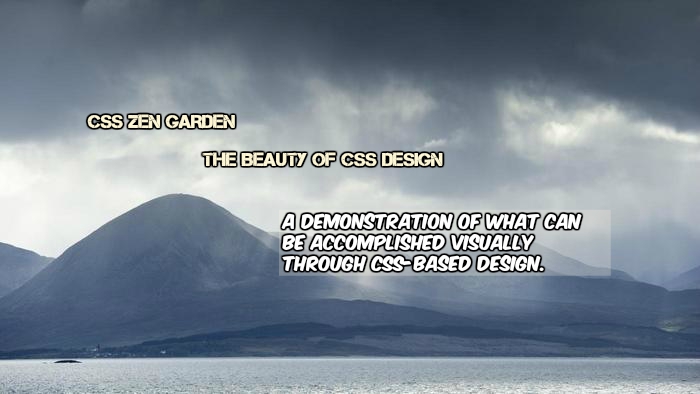 CSS ZEN GARDEN
THE BEAUTY OF CSS DESIGN
A DEMONSTRATION OF WHAT CAN
BE ACCOMPLISHED VISUALLY
THROUGH CSS-BASED DESIGN.